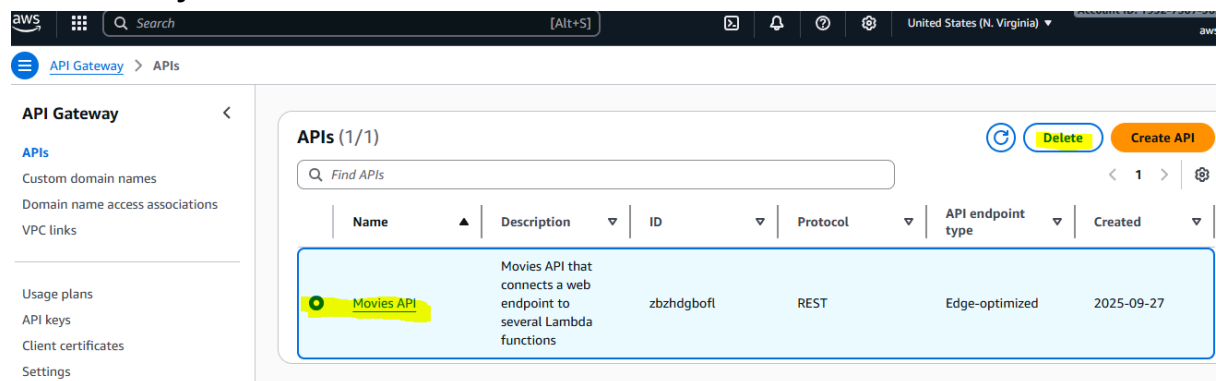 aws
Search
[Alt+S]
United States (N. Virginia)
aws
API Gateway > APIs
API Gateway
APIs
Custom domain names
Domain name access associations
VPC links
Usage plans
API keys
Client certificates
Settings
APIs (1/1)
Delete
Create API
Find APIs
1
Name
Description
ID
Protocol
API endpoint
type
Created
Movies API
Movies API that
connects a web
endpoint to
several Lambda
functions
zbzhdgbofl
REST
Edge-optimized
2025-09-27